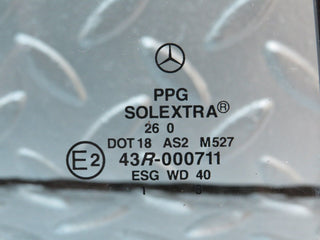 PPG
SOLEXTRA®
26 0
DOT 18 AS2 M527
E2 43R-000711
ESG WD 40